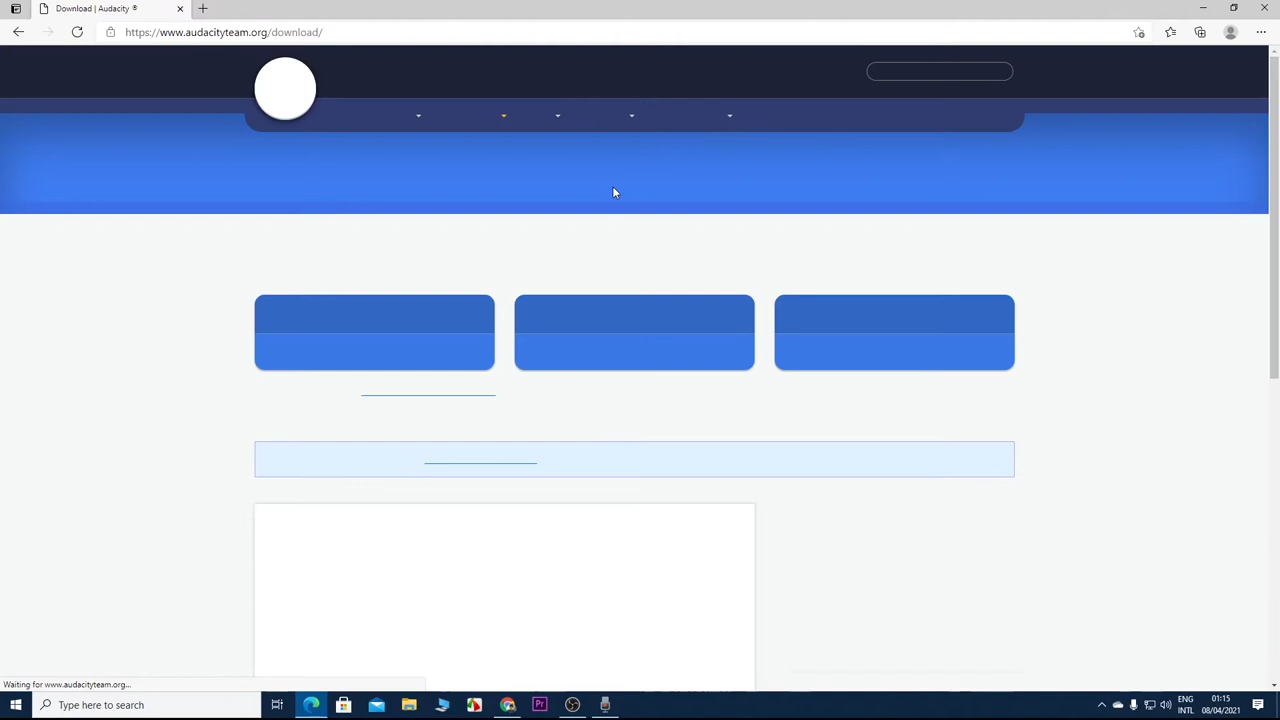 Download | Audacity ®
https://www.audacityteam.org/download/
Waiting for www.audacityteam.org...
Type here to search
Pr
ENG
INTL
01:15
08/04/2021